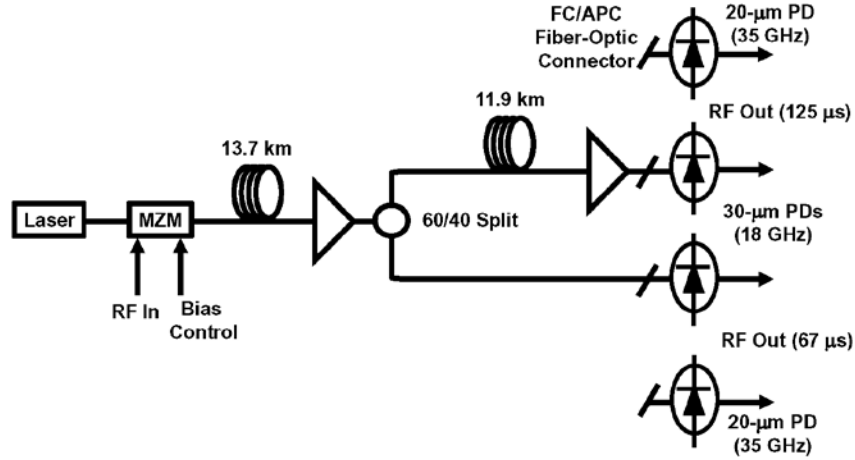 FC/APC
Fiber-Optic
Connector
20-μm PD
(35 GHz)
11.9 km
RF Out (125 μs)
13.7 km
Laser
MZM
60/40 Split
30-μm PDs
(18 GHz)
RF In
Bias
Control
RF Out (67 μs)
20-μm PD
(35 GHz)